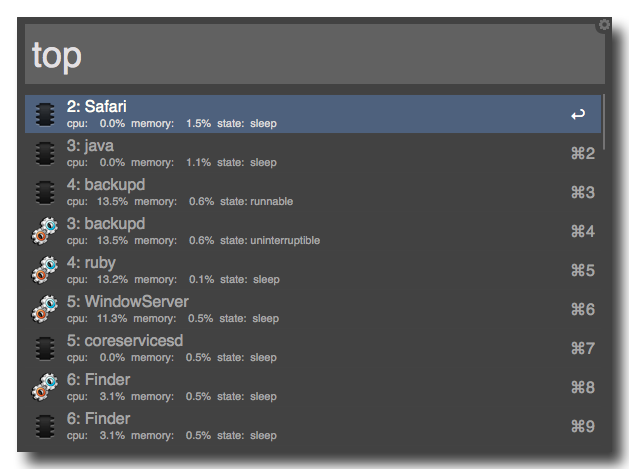 top
2: Safari
cpu: 0.0% memory: 1.5% state: sleep
↩
3: java
cpu: 0.0% memory: 1.1% state: sleep
⌘2
4: backupd
cpu: 13.5% memory: 0.6% state: runnable
⌘3
3: backupd
cpu: 13.5% memory: 0.6% state: uninterruptible
⌘4
4: ruby
cpu: 13.2% memory: 0.1% state: sleep
⌘5
5: WindowServer
cpu: 11.3% memory: 0.5% state: sleep
⌘6
5: coreservicesd
cpu: 0.0% memory: 0.5% state: sleep
⌘7
6: Finder
cpu: 3.1% memory: 0.5% state: sleep
⌘8
6: Finder
cpu: 3.1% memory: 0.5% state: sleep
⌘9